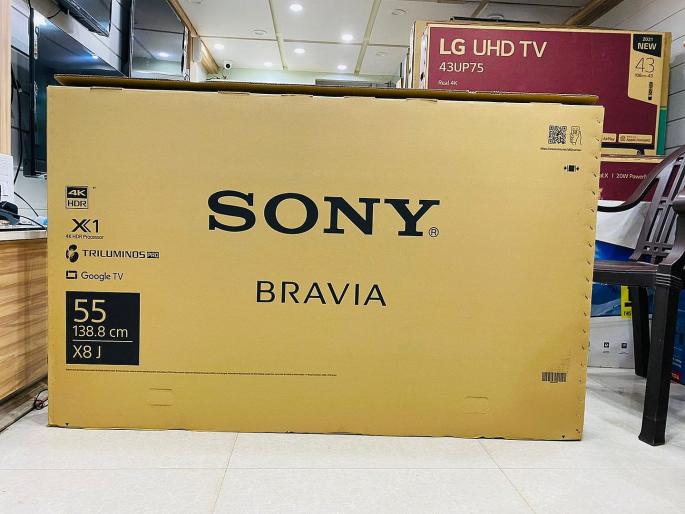 LG UHD TV
43UP75
Real 4K
2021
NEW
43
SONY®
BRAVIA
4K
HDR
X1
4K HDR Processor
TRILUMINOS PRO
Google TV
55
138.8 cm
X8 J
20W